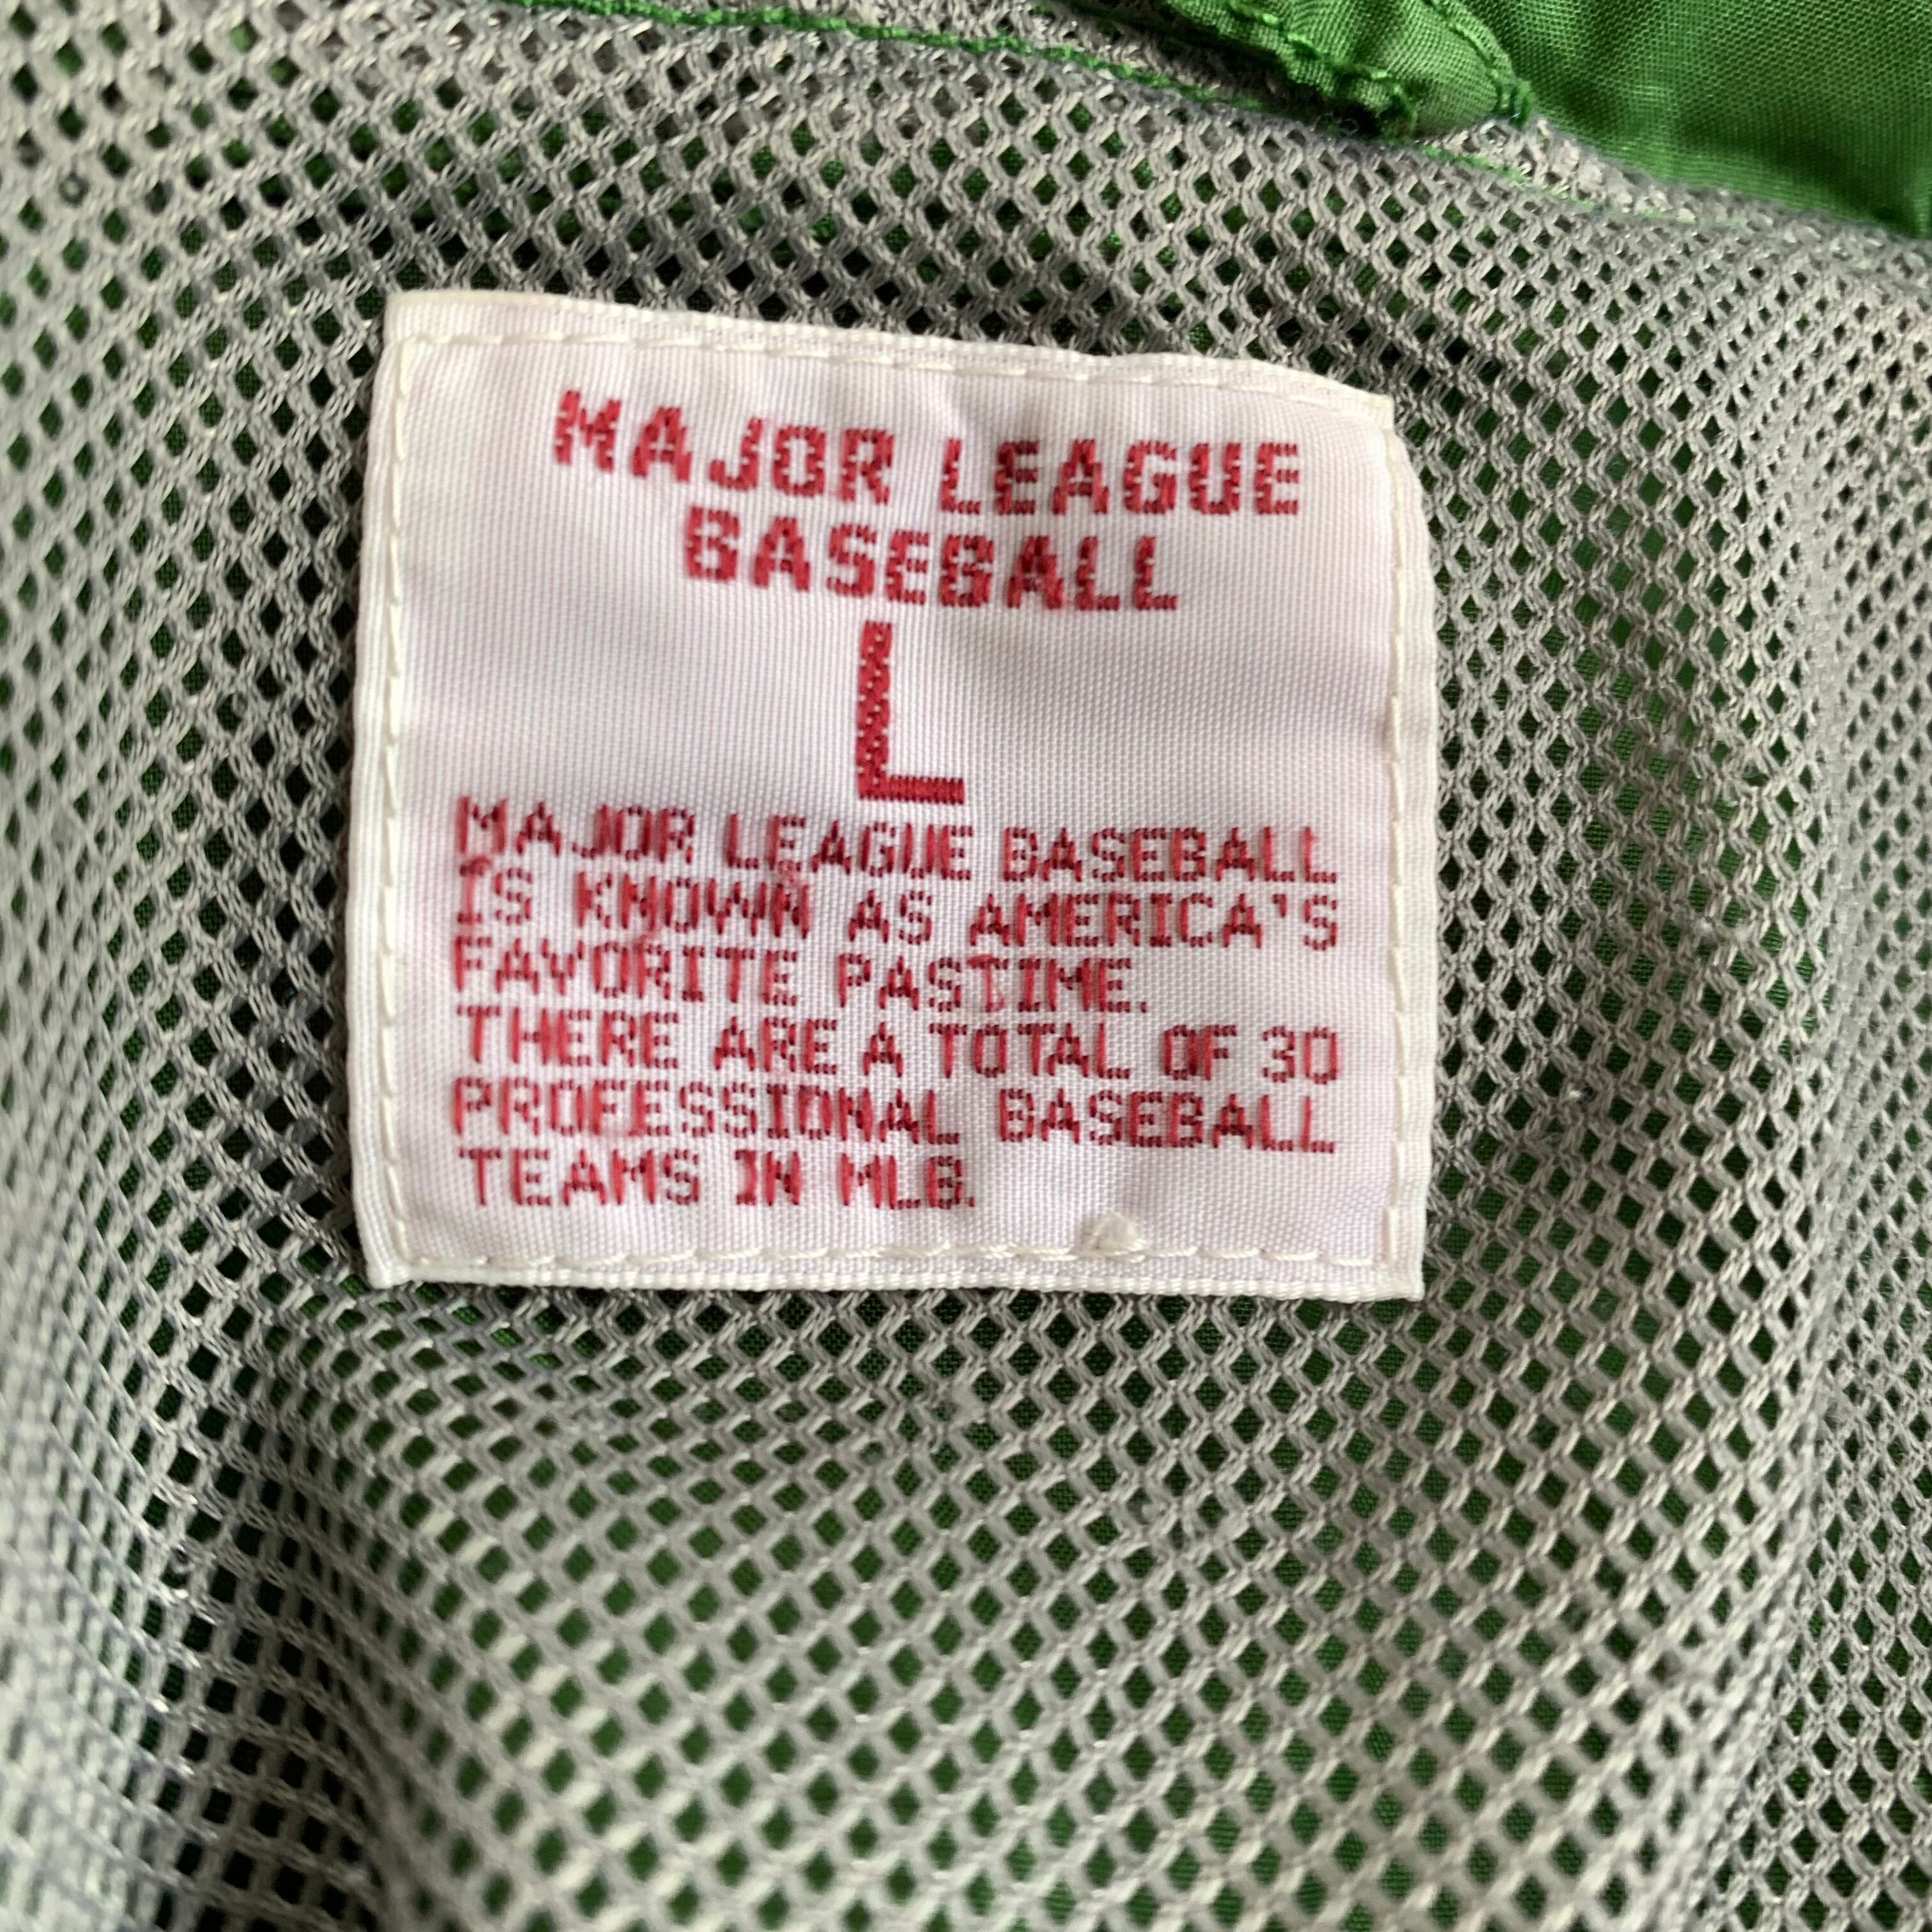 MAJOR LEAGUE
BASEBALL
L
MAJOR LEAGUE BASEBALL
IS KNOWN AS AMERICA'S
FAVORITE PASTIME.
THERE ARE A TOTAL OF 30
PROFESSIONAL BASEBALL
TEAMS IN MLB.